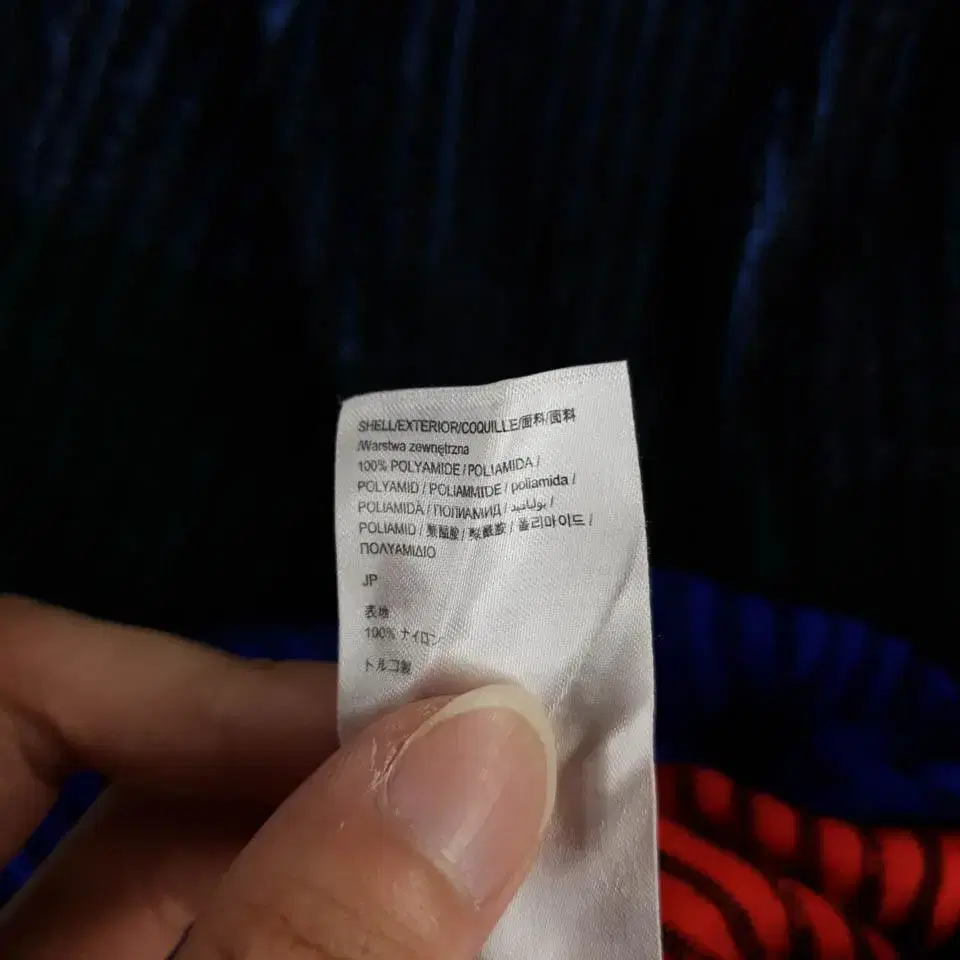 SHELL/EXTERIOR/COQUILLE/面料/面料
/Warstwa zewnętrzna
100% POLYAMIDE / POLIAMIDA /
POLYAMID / POLIAMMIDE / poliamida /
POLIAMIDĂ / ПОЛИАМИД / بولياميد /
POLIAMID / 聚酰胺 / 聚醯胺 / 폴리아미드 /
ΠΟΛΥΑΜΙΔΙΟ
JP
表地
100% ナイロン
トルコ製